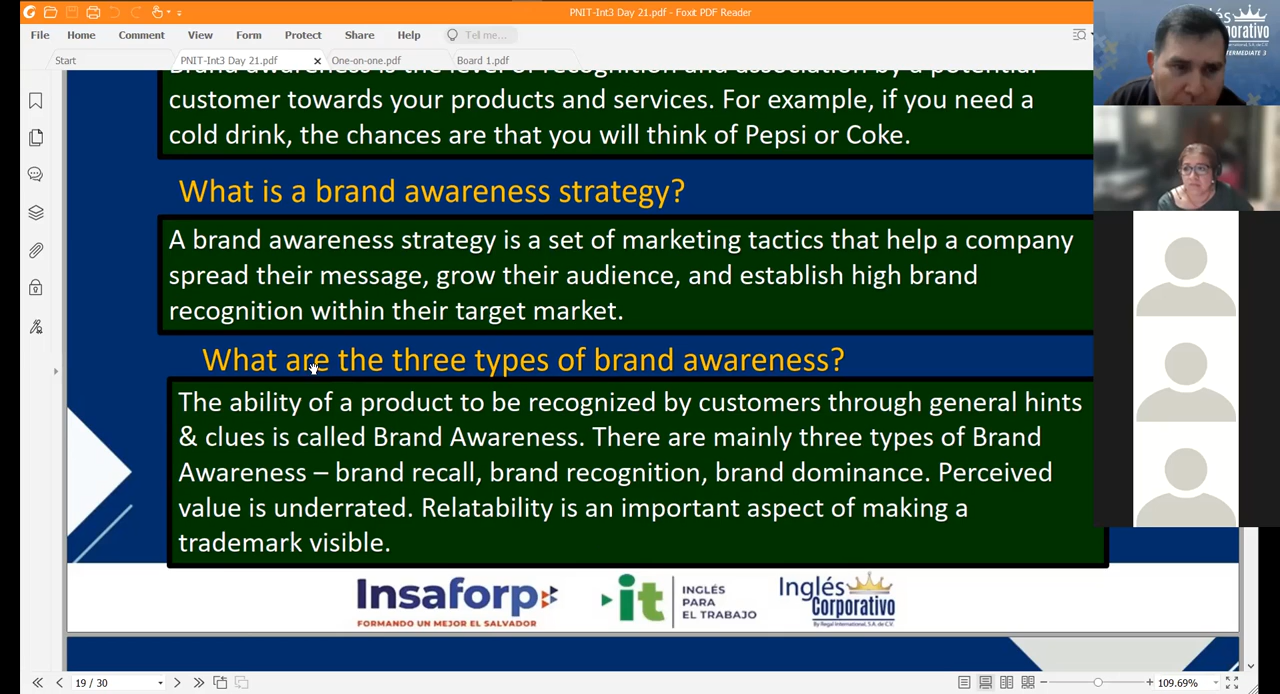 PNIT-Int3 Day 21.pdf - Foxit PDF Reader
File Home Comment View Form Protect Share Help Tell me...
Start PNIT-Int3 Day 21.pdf One-on-one.pdf Board 1.pdf
Brand awareness is the level of recognition and association by a potential
customer towards your products and services. For example, if you need a
cold drink, the chances are that you will think of Pepsi or Coke.
What is a brand awareness strategy?
A brand awareness strategy is a set of marketing tactics that help a company
spread their message, grow their audience, and establish high brand
recognition within their target market.
What are the three types of brand awareness?
The ability of a product to be recognized by customers through general hints
& clues is called Brand Awareness. There are mainly three types of Brand
Awareness – brand recall, brand recognition, brand dominance. Perceived
value is underrated. Relatability is an important aspect of making a
trademark visible.
Insaforp
FORMANDO UN MEJOR EL SALVADOR
it
INGLÉS
PARA
EL TRABAJO
Inglés
Corporativo
By Regal International, S.A. de C.V.
19 / 30
109.69%